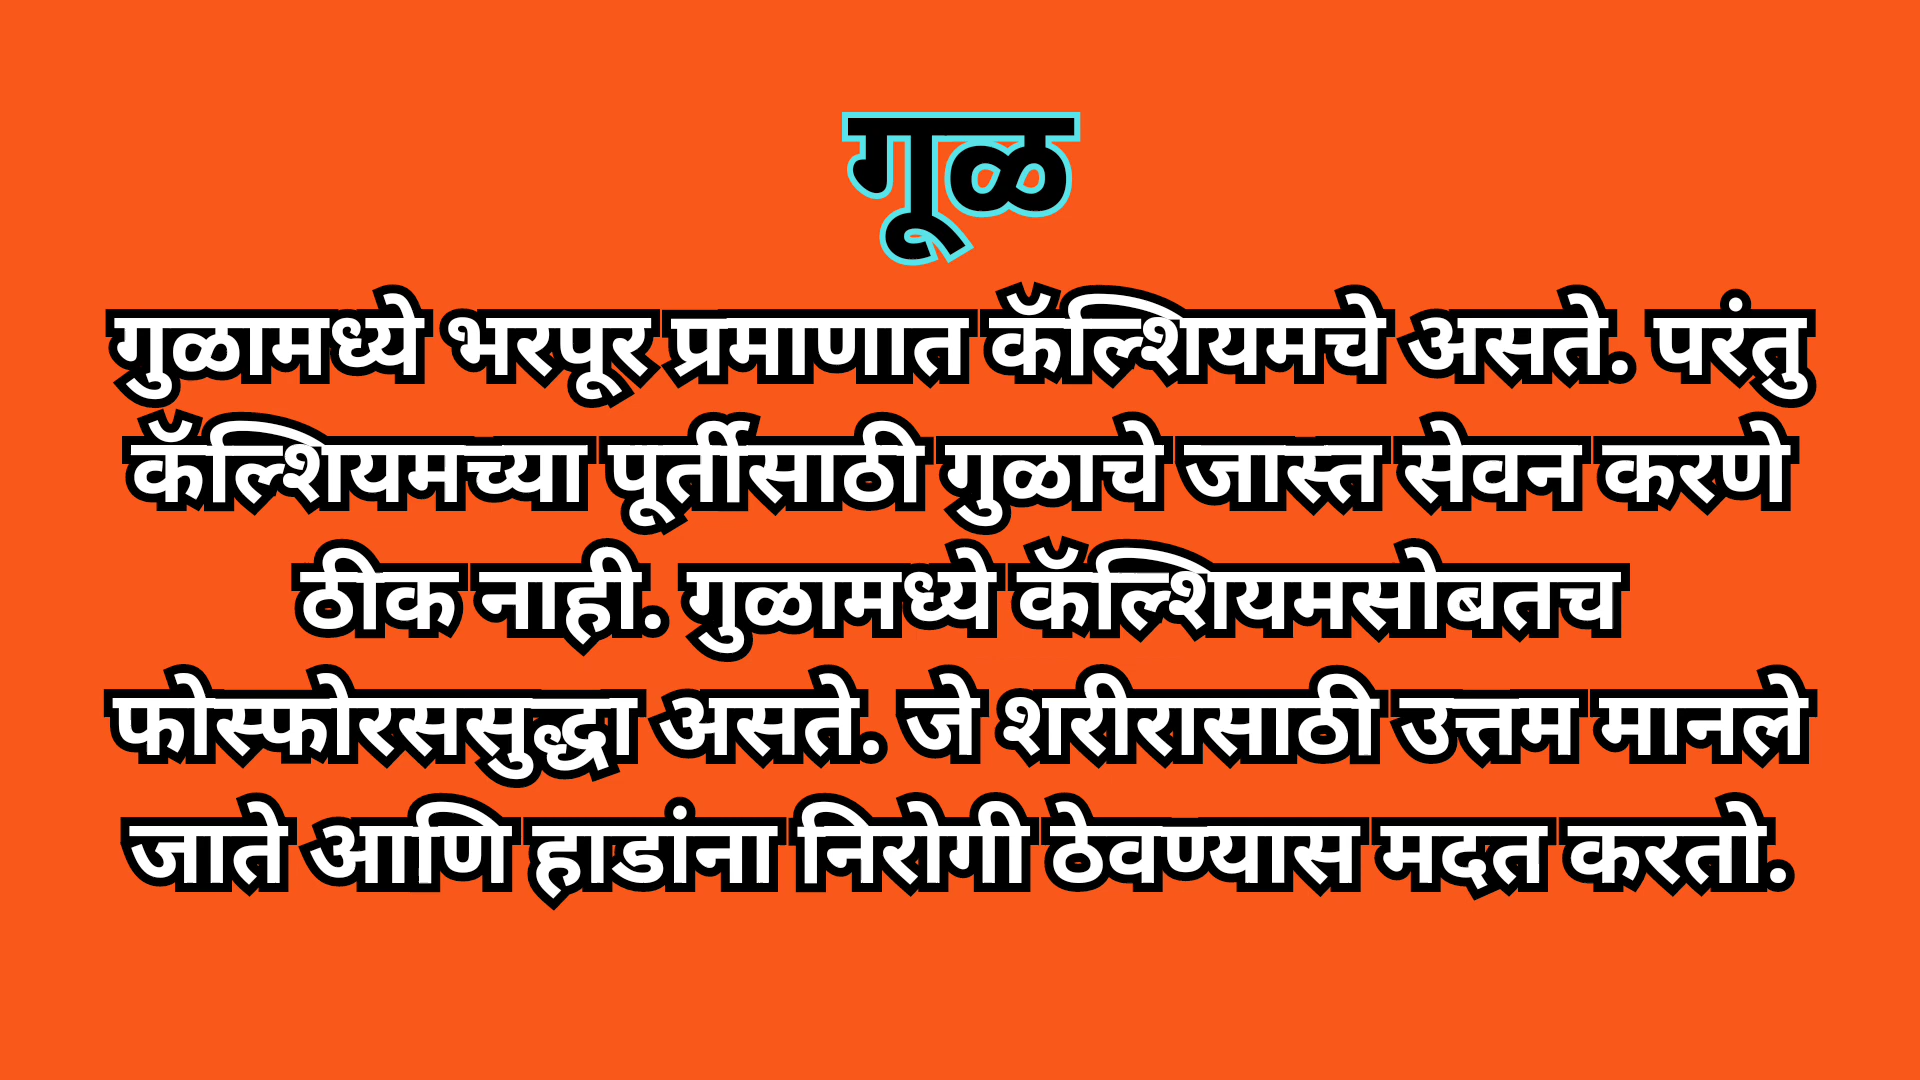 गूळ
गुळामध्ये भरपूर प्रमाणात कॅल्शियमचे असते. परंतु
कॅल्शियमच्या पूर्तीसाठी गुळाचे जास्त सेवन करणे
ठीक नाही. गुळामध्ये कॅल्शियमसोबतच
फोस्फोरससुद्धा असते. जे शरीरासाठी उत्तम मानले
जाते आणि हाडांना निरोगी ठेवण्यास मदत करतो.